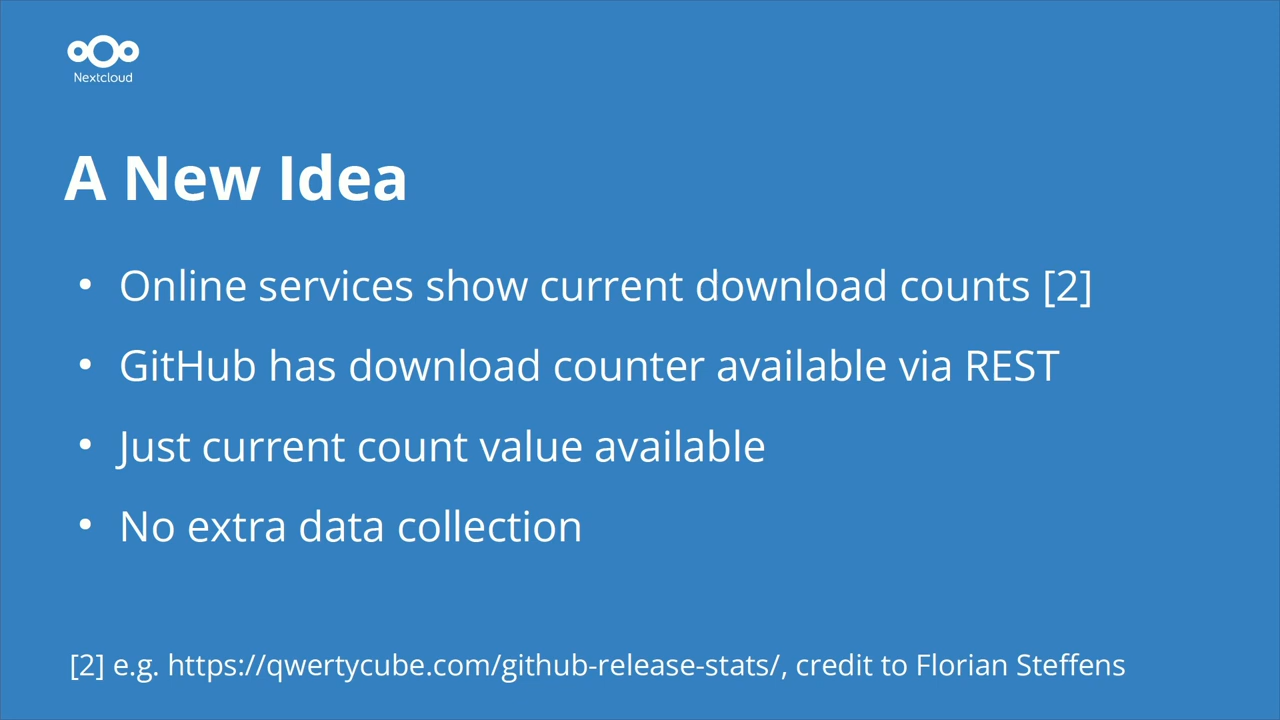 Nextcloud
A New Idea
• Online services show current download counts [2]
• GitHub has download counter available via REST
• Just current count value available
• No extra data collection
[2] e.g. https://qwertycube.com/github-release-stats/, credit to Florian Steffens